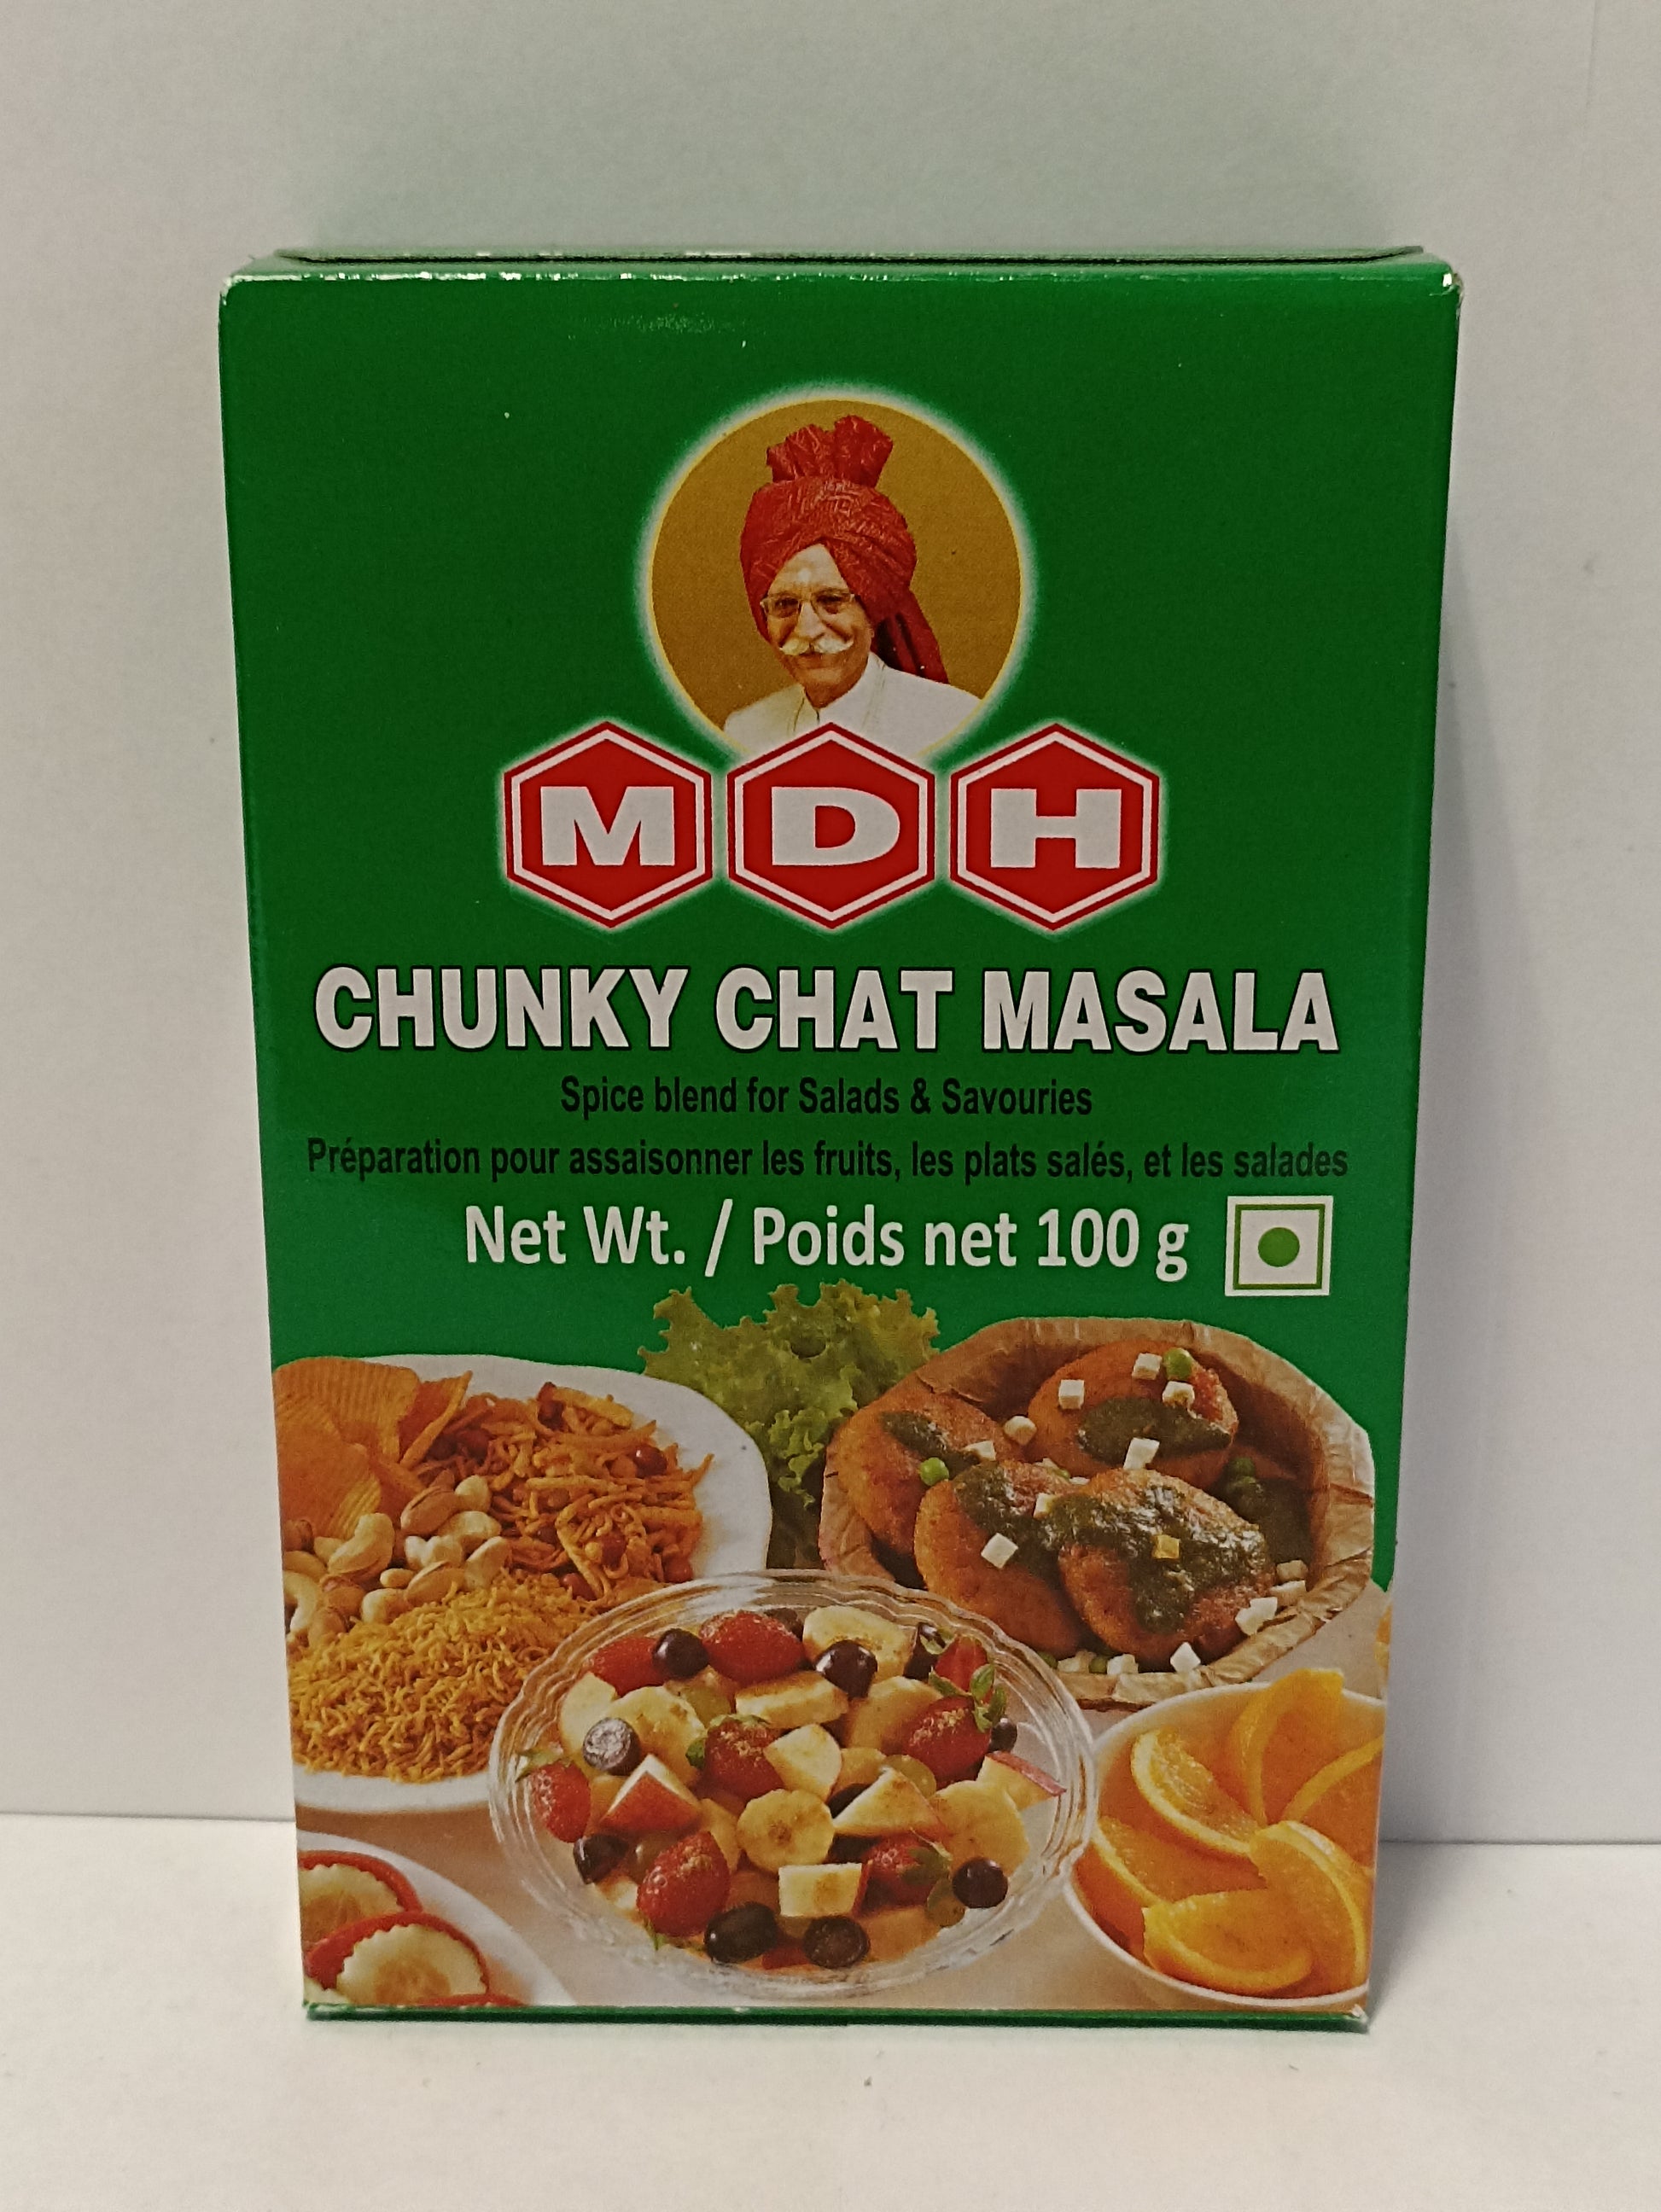 MDH
CHUNKY CHAT MASALA
Spice blend for Salads & Savouries
Préparation pour assaisonner les fruits, les plats salés, et les salades
Net Wt. / Poids net 100 g